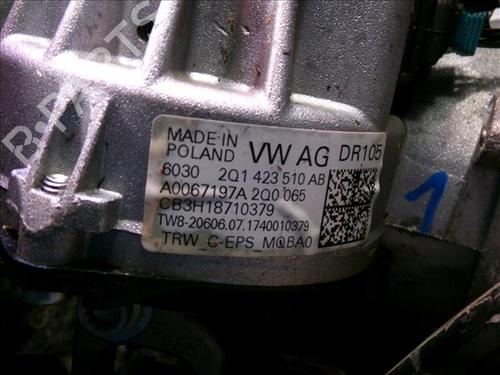 B-PARTS
MADE IN
POLAND VW AG DR105
6030 2Q1 423 510 AB
A0067197A 2Q0 065
CB3H18710379
TW8-20606.07.1740010379
TRW_C-EPS_MQBA0
1